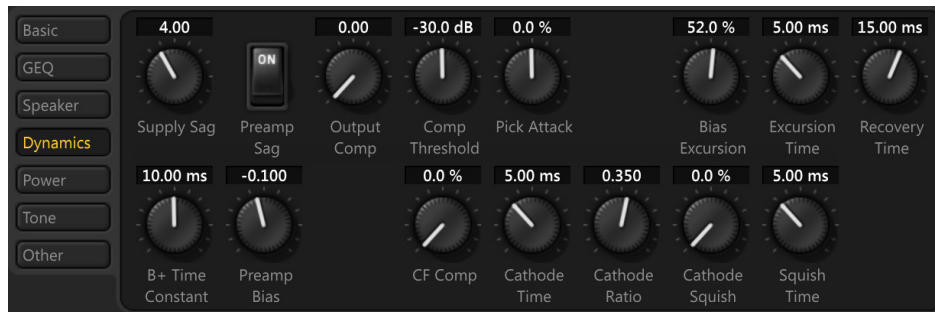 Basic
GEQ
Speaker
Dynamics
Power
Tone
Other
4.00 0.00 -30.0 dB 0.0 % 52.0 % 5.00 ms 15.00 ms
ON
Supply Sag Preamp Output Comp Pick Attack Bias Excursion Recovery
Sag Comp Threshold Excursion Time Time
10.00 ms -0.100 0.0 % 5.00 ms 0.350 0.0 % 5.00 ms
B+ Time Preamp CF Comp Cathode Cathode Cathode Squish
Constant Bias Time Ratio Squish Time